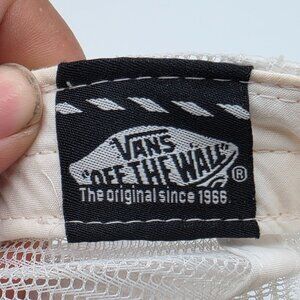 VANS
"OFF THE WALL"
®
The original since 1966.